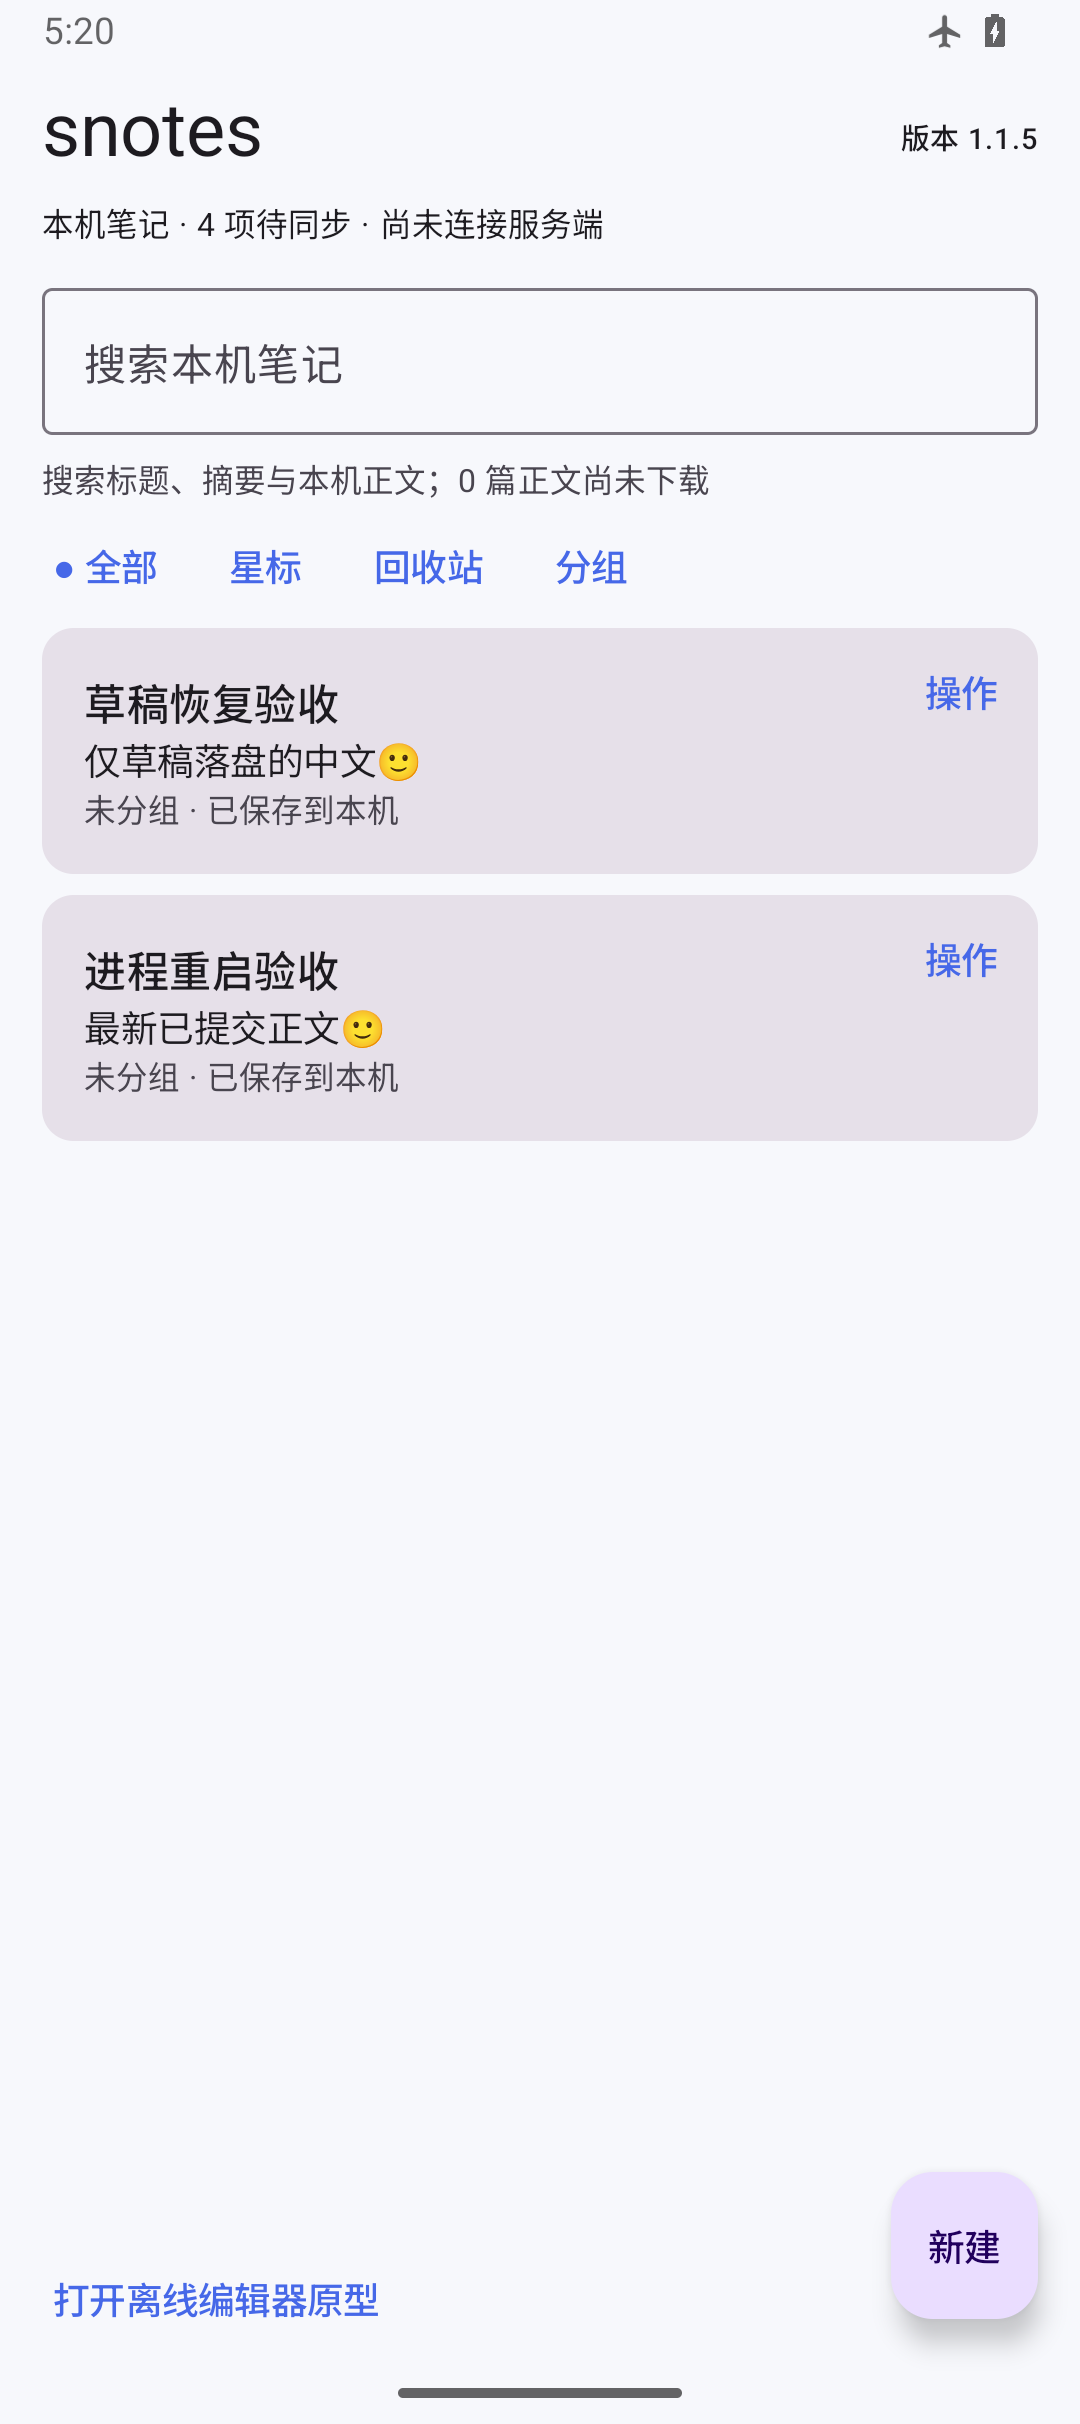 5:20
snotes
版本 1.1.5
本机笔记 · 4 项待同步 · 尚未连接服务端
搜索本机笔记
搜索标题、摘要与本机正文；0 篇正文尚未下载
● 全部 星标 回收站 分组
草稿恢复验收
操作
仅草稿落盘的中文🙂
未分组 · 已保存到本机
进程重启验收
操作
最新已提交正文🙂
未分组 · 已保存到本机
新建
打开离线编辑器原型